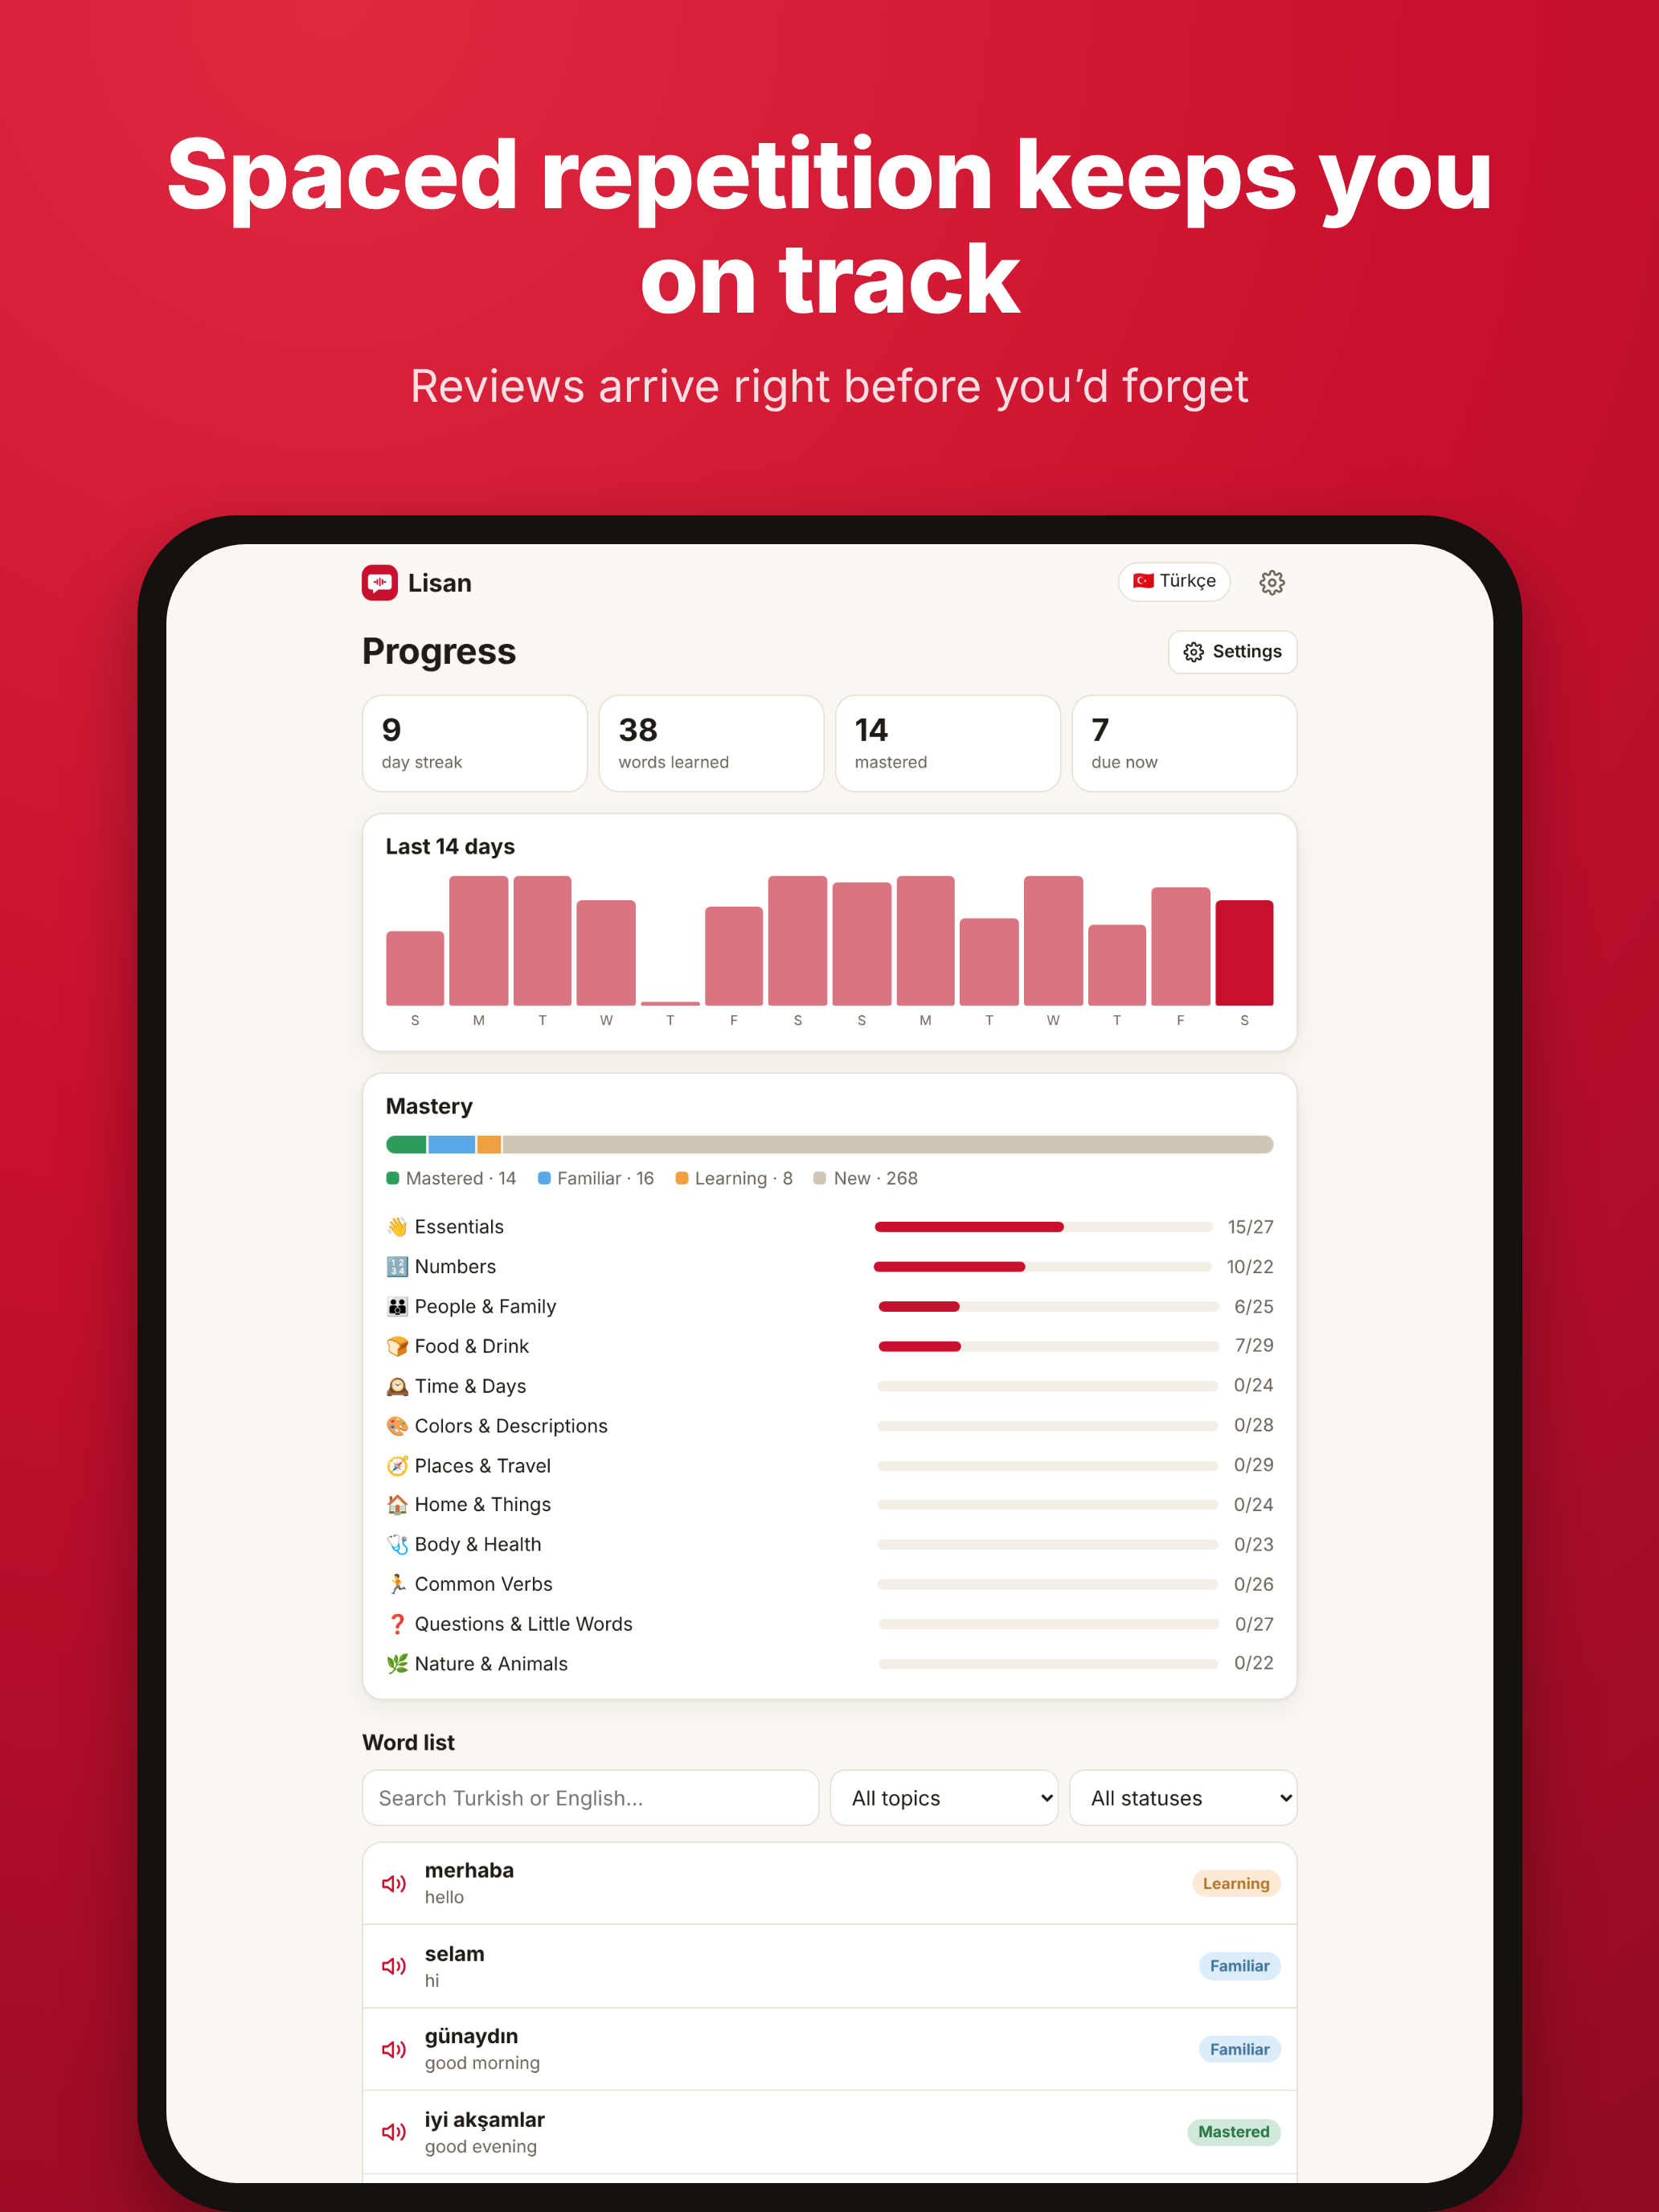 Spaced repetition keeps you
on track
Reviews arrive right before you’d forget
Lisan
Türkçe
Progress
Settings
9
day streak
38
words learned
14
mastered
7
due now
Last 14 days
S M T W T F S S M T W T F S
Mastery
Mastered · 14 Familiar · 16 Learning · 8 New · 268
Essentials 15/27
Numbers 10/22
People & Family 6/25
Food & Drink 7/29
Time & Days 0/24
Colors & Descriptions 0/28
Places & Travel 0/29
Home & Things 0/24
Body & Health 0/23
Common Verbs 0/26
Questions & Little Words 0/27
Nature & Animals 0/22
Word list
Search Turkish or English... All topics All statuses
merhaba
hello
Learning
selam
hi
Familiar
günaydın
good morning
Familiar
iyi akşamlar
good evening
Mastered